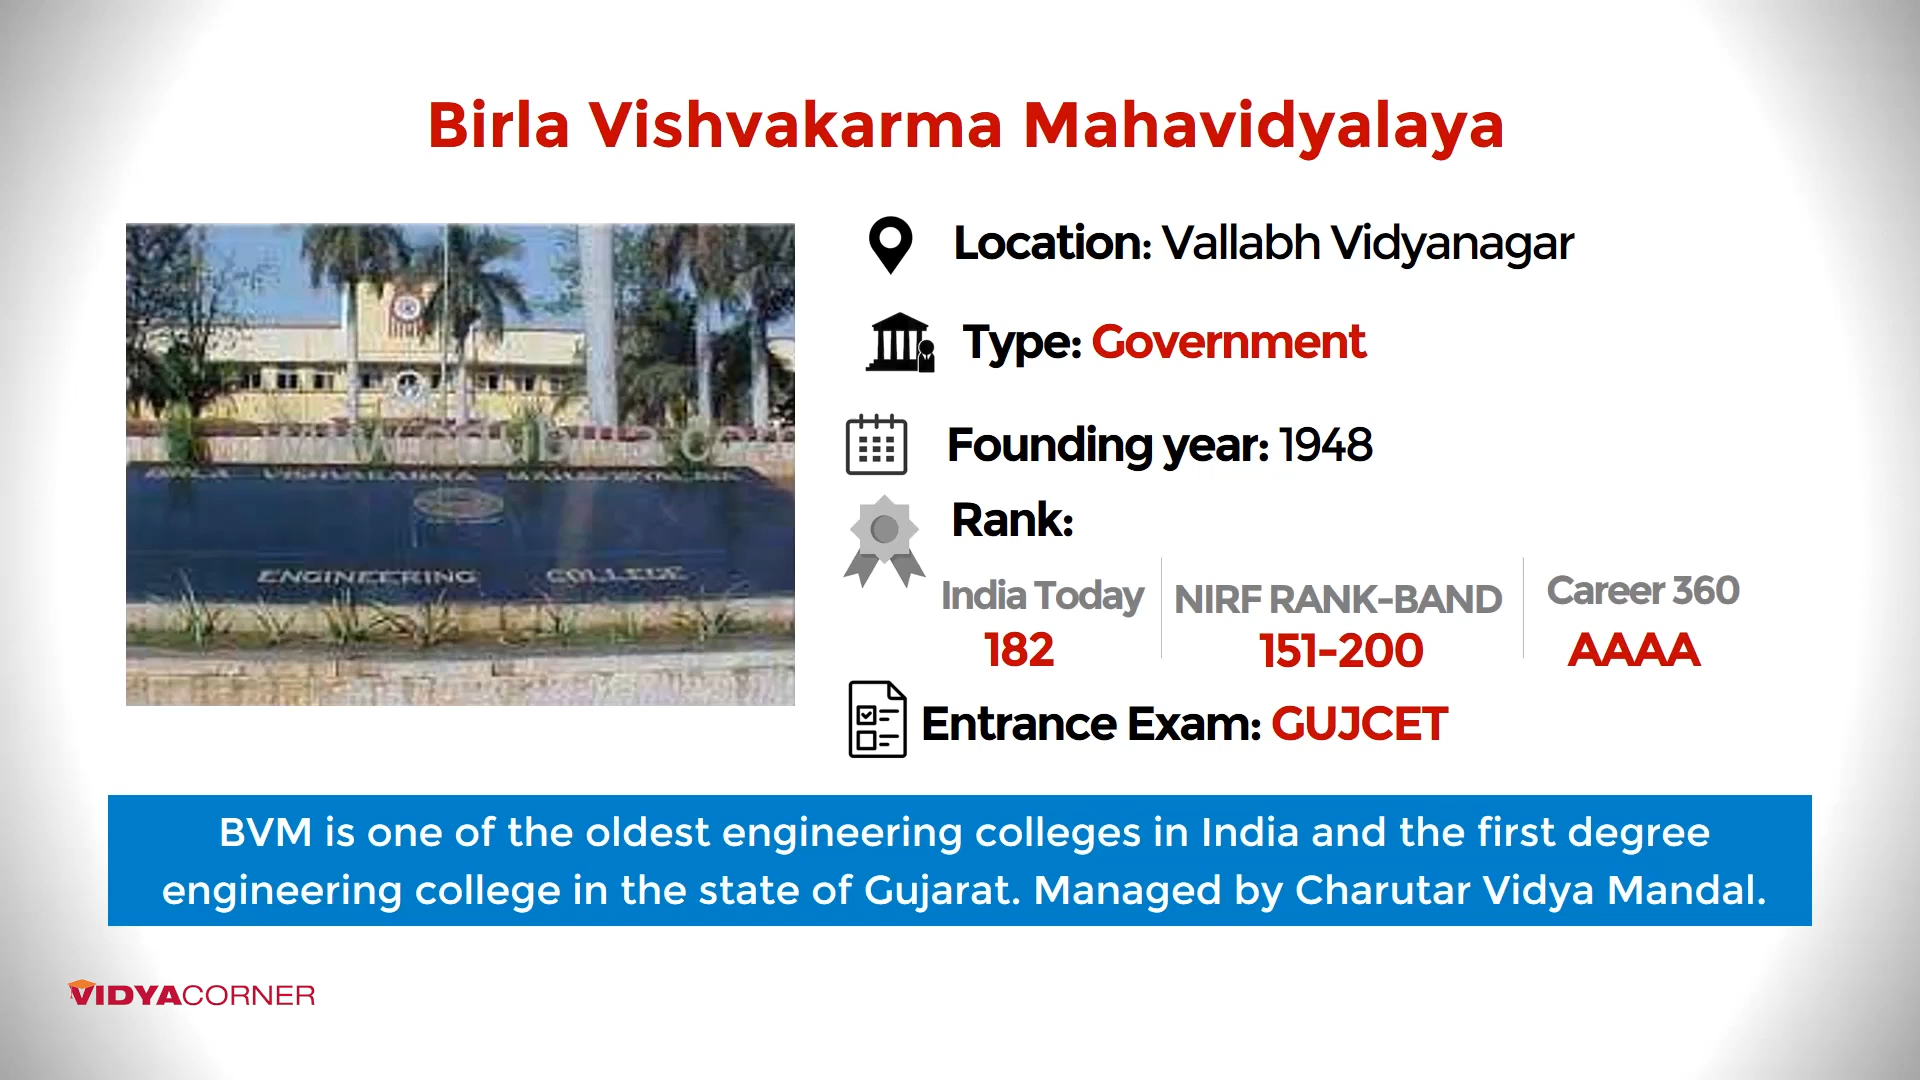 Birla Vishvakarma Mahavidyalaya
Location: Vallabh Vidyanagar
Type: Government
Founding year: 1948
Rank:
India Today
182
NIRF RANK-BAND
151-200
Career 360
AAAA
Entrance Exam: GUJCET
ENGINEERING COLLEGE
BVM is one of the oldest engineering colleges in India and the first degree
engineering college in the state of Gujarat. Managed by Charutar Vidya Mandal.
VIDYACORNER